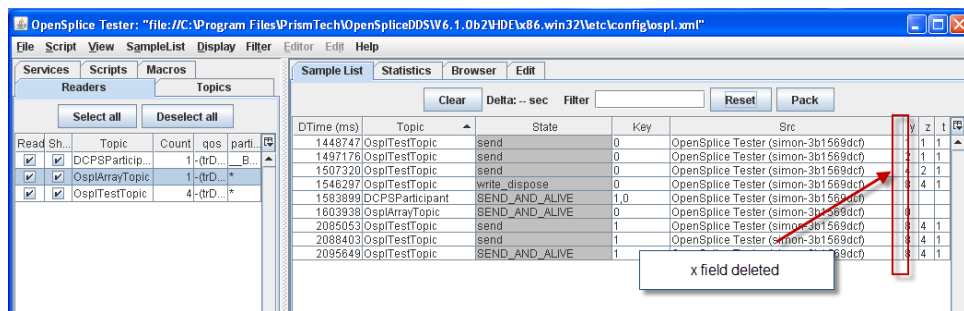 OpenSplice Tester: "file://C:\Program Files\PrismTech\OpenSpliceDDS\V6.1.0b2\HDE\x86.win32\\etc\config\ospl.xml"
File Script View SampleList Display Filter Editor Edit Help
Services Scripts Macros
Readers Topics
Select all Deselect all
Read Sh... Topic Count qos parti...
DCPSParticip... 1 -(trD... __B...
OsplArrayTopic 1 -(trD... *
OsplTestTopic 4 -(trD... *
Sample List Statistics Browser Edit
Clear Delta: -- sec Filter Reset Pack
DTime (ms) Topic State Key Src y z t
1448747 OsplTestTopic send 0 OpenSplice Tester (simon-3b1569dcf) 1 1 1
1497176 OsplTestTopic send 0 OpenSplice Tester (simon-3b1569dcf) 2 1 1
1507320 OsplTestTopic send 0 OpenSplice Tester (simon-3b1569dcf) 4 2 1
1546297 OsplTestTopic write_dispose 0 OpenSplice Tester (simon-3b1569dcf) 8 4 1
1583899 DCPSParticipant SEND_AND_ALIVE 1,0 OpenSplice Tester (simon-3b1569dcf)
1603938 OsplArrayTopic SEND_AND_ALIVE 0 OpenSplice Tester (simon-3b1569dcf) 0
2085053 OsplTestTopic send 1 OpenSplice Tester (simon-3b1569dcf) 8 4 1
2088403 OsplTestTopic send 1 OpenSplice Tester (simon-3b1569dcf) 8 4 1
2095649 OsplTestTopic SEND_AND_ALIVE 1 OpenSplice Tester (simon-3b1569dcf) 8 4 1
x field deleted